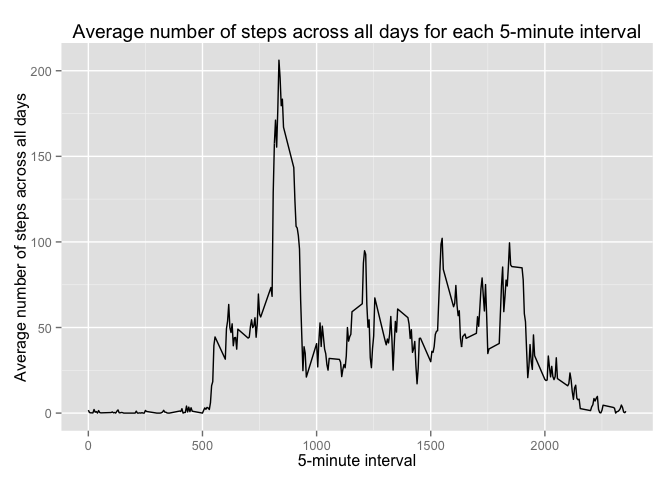 Average number of steps across all days for each 5-minute interval
Average number of steps across all days
200
150
100
50
0
0 500 1000 1500 2000
5-minute interval